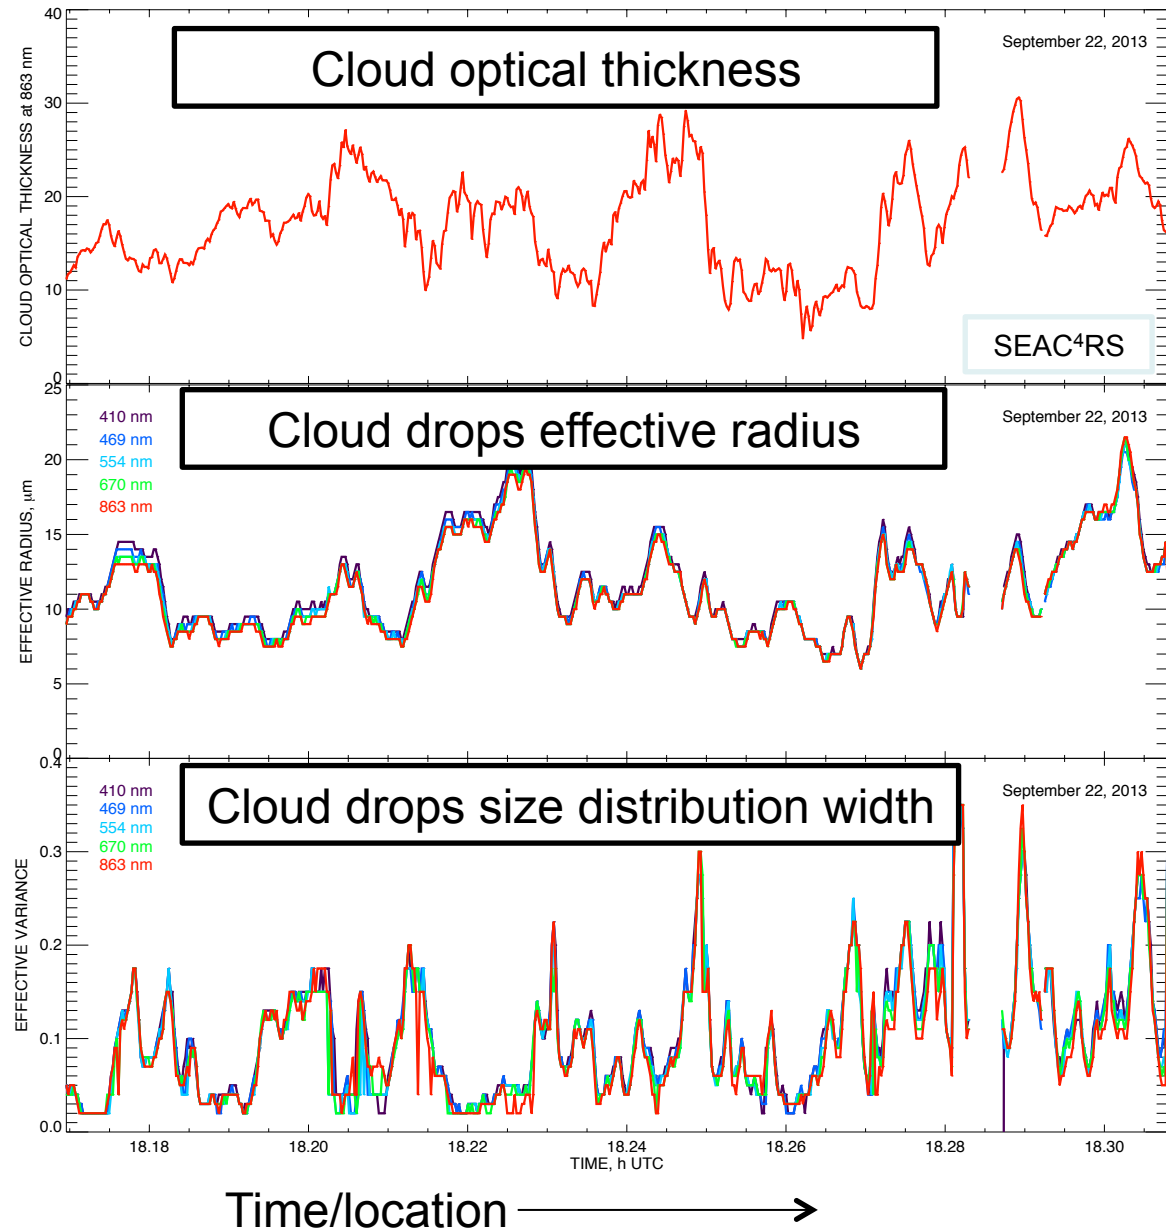 40
30
20
10
0
CLOUD OPTICAL THICKNESS at 863 nm
Cloud optical thickness
September 22, 2013
SEAC⁴RS
25
20
15
10
5
0
EFFECTIVE RADIUS, μm
410 nm
469 nm
554 nm
670 nm
863 nm
Cloud drops effective radius
September 22, 2013
0.4
0.3
0.2
0.1
0.0
EFFECTIVE VARIANCE
410 nm
469 nm
554 nm
670 nm
863 nm
Cloud drops size distribution width
September 22, 2013
18.18 18.20 18.22 18.24 18.26 18.28 18.30
TIME, h UTC
Time/location